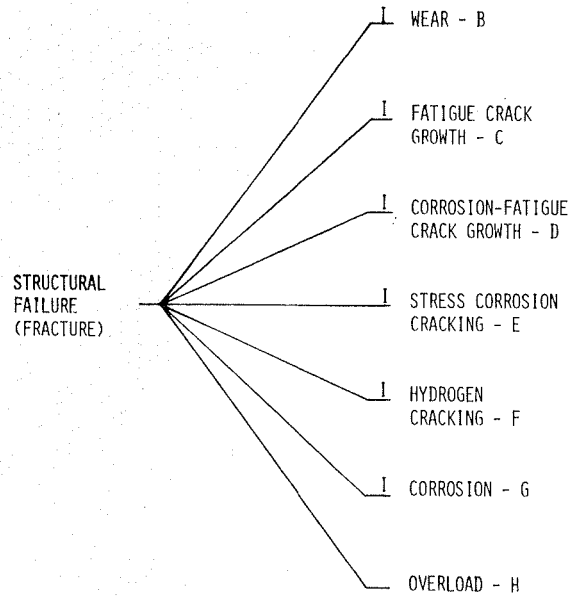 I WEAR - B
I FATIGUE CRACK
GROWTH - C
I CORROSION-FATIGUE
CRACK GROWTH - D
STRUCTURAL
FAILURE
(FRACTURE)
I STRESS CORROSION
CRACKING - E
I HYDROGEN
CRACKING - F
I CORROSION - G
OVERLOAD - H